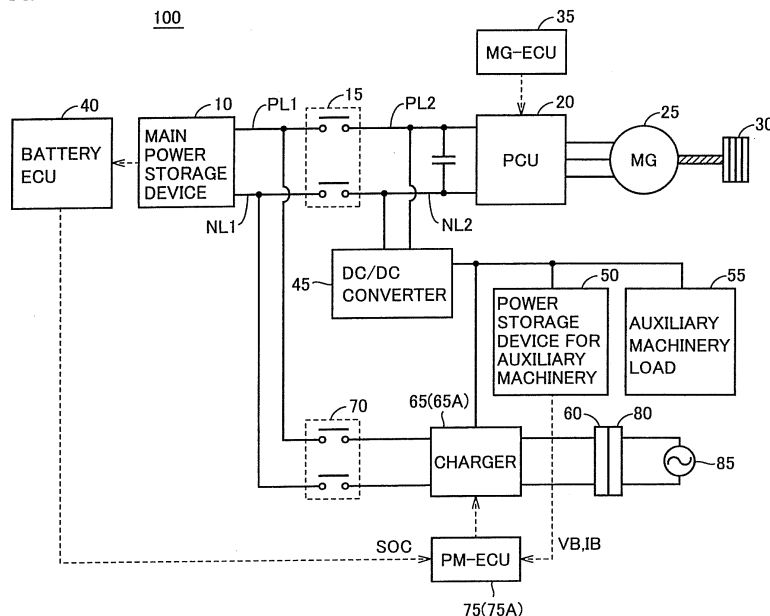 100
35
MG-ECU
40
10
PL1
15
PL2
20
25
30
BATTERY
ECU
MAIN
POWER
STORAGE
DEVICE
PCU
MG
NL1
NL2
45
DC/DC
CONVERTER
50
55
POWER
STORAGE
DEVICE FOR
AUXILIARY
MACHINERY
AUXILIARY
MACHINERY
LOAD
70
65(65A)
60
80
CHARGER
85
SOC
PM-ECU
VB,IB
75(75A)